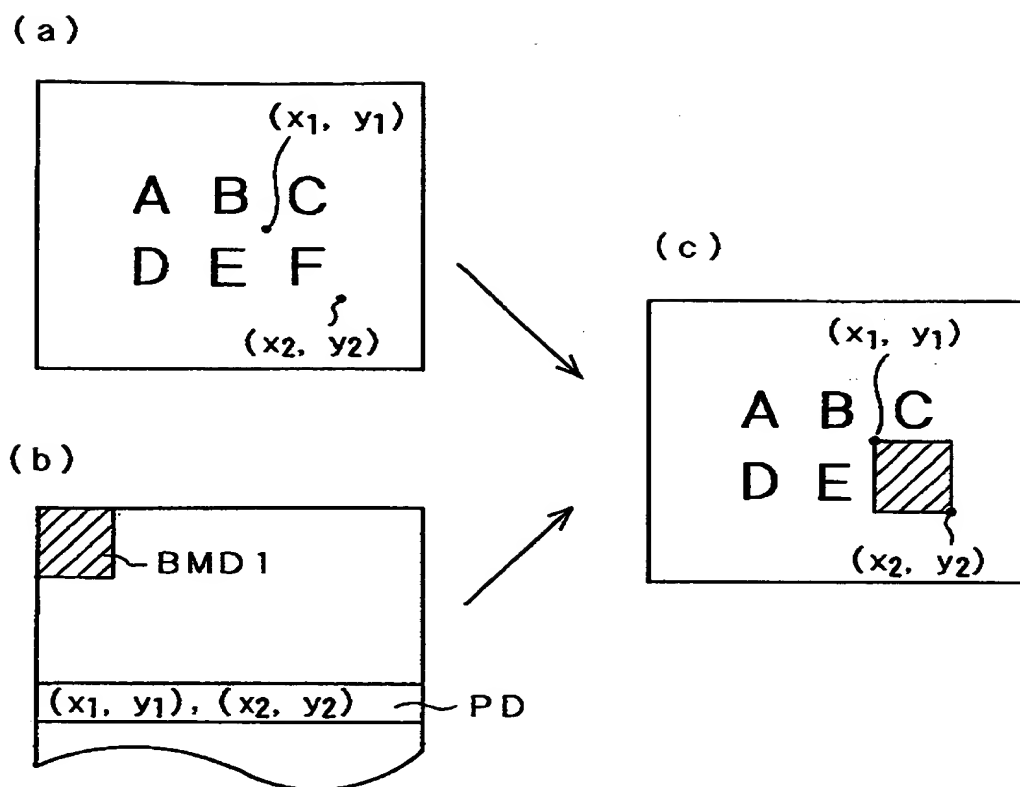 (a)
(x1, y1)
A B C
D E F
(x2, y2)
(b)
BMD1
(x1, y1), (x2, y2)
PD
(c)
(x1, y1)
A B C
D E
(x2, y2)